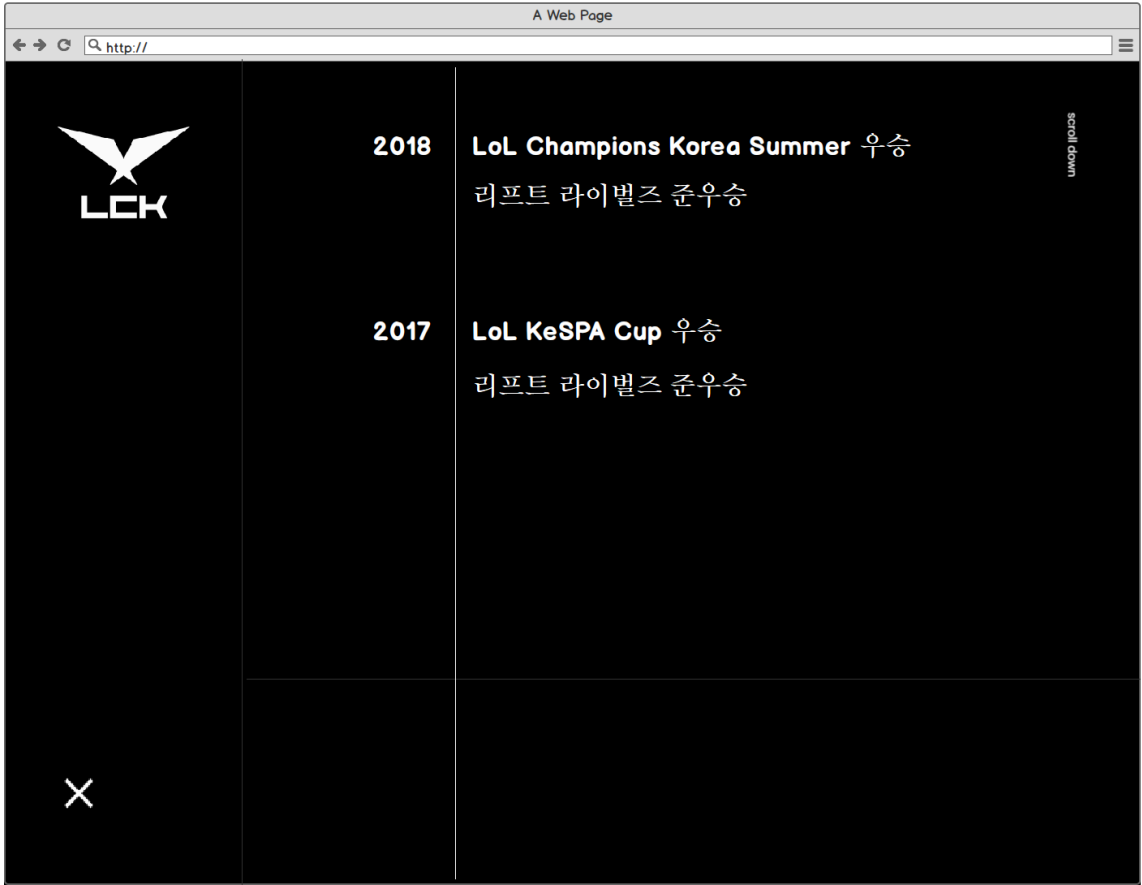 A Web Page
http://
LCK
scroll down
2018 LoL Champions Korea Summer 우승
리프트 라이벌즈 준우승
2017 LoL KeSPA Cup 우승
리프트 라이벌즈 준우승